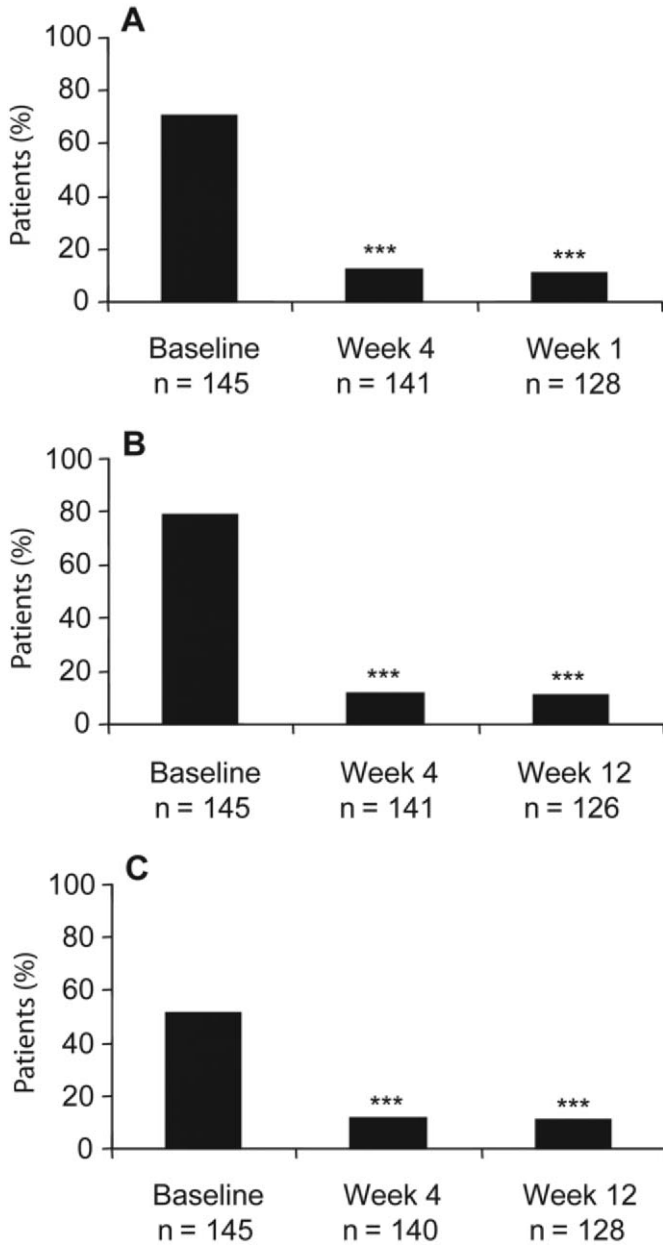 A
Patients (%)
100
80
60
40
20
0
*** ***
Baseline Week 4 Week 1
n = 145 n = 141 n = 128
B
Patients (%)
100
80
60
40
20
0
*** ***
Baseline Week 4 Week 12
n = 145 n = 141 n = 126
C
Patients (%)
100
80
60
40
20
0
*** ***
Baseline Week 4 Week 12
n = 145 n = 140 n = 128